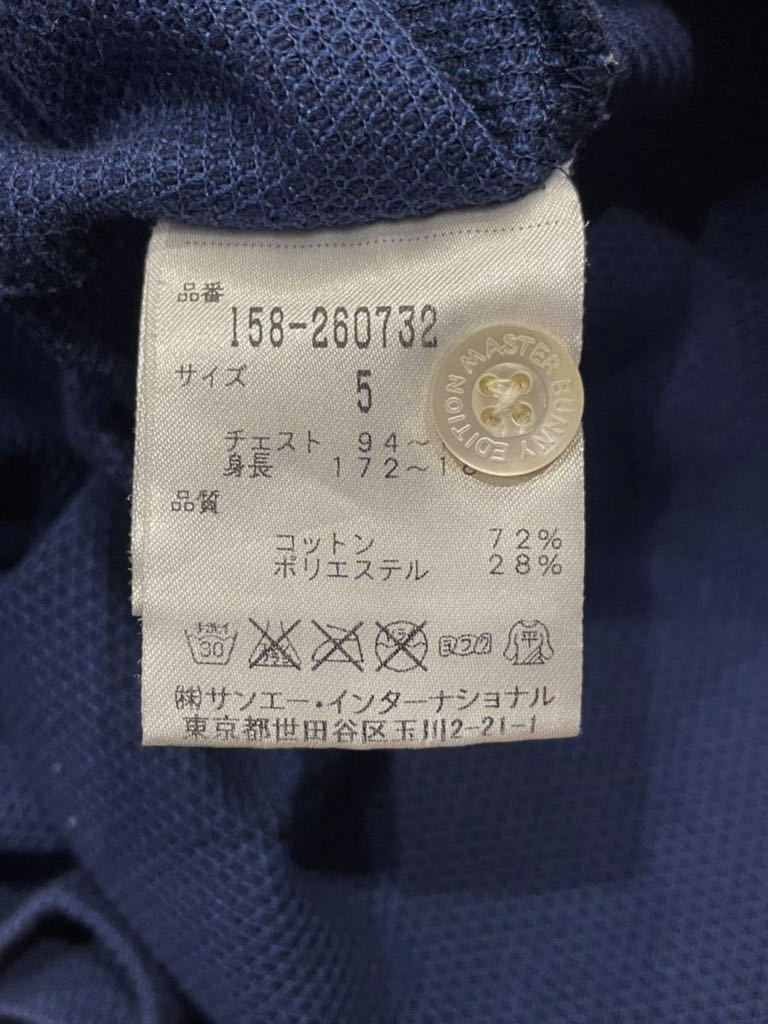 品番
158-260732
サイズ 5
チェスト 94~
身長 172~18
品質
コットン 72%
ポリエステル 28%
30
平
㈱サンエー・インターナショナル
東京都世田谷区玉川2-21-1
MASTER BUNNY EDITION